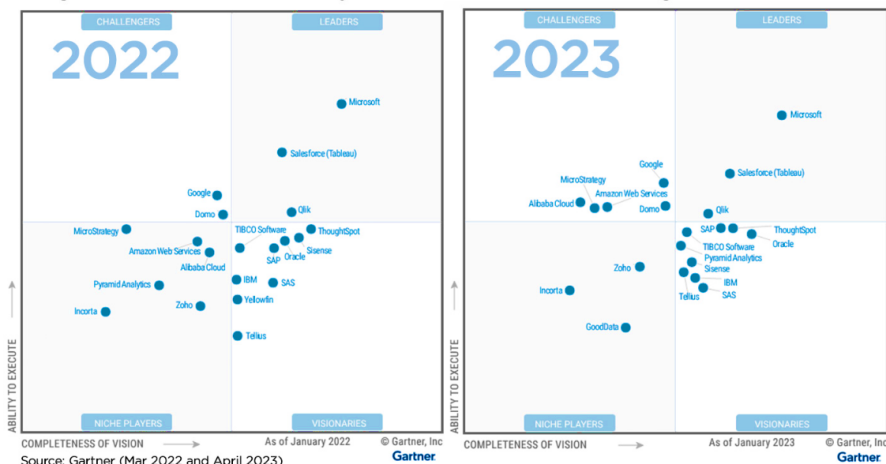 CHALLENGERS
LEADERS
2022
Microsoft
Salesforce (Tableau)
Google
Domo
Qlik
MicroStrategy
TIBCO Software
ThoughtSpot
Amazon Web Services
Sisense
Oracle
SAP
Alibaba Cloud
IBM
SAS
Pyramid Analytics
Yellowfin
Zoho
Incorta
Tellius
NICHE PLAYERS
VISIONARIES
ABILITY TO EXECUTE
COMPLETENESS OF VISION
As of January 2022
© Gartner, Inc
Source: Gartner (Mar 2022 and April 2023)
Gartner
CHALLENGERS
LEADERS
2023
Microsoft
Google
Salesforce (Tableau)
MicroStrategy
Amazon Web Services
Alibaba Cloud
Domo
Qlik
SAP
ThoughtSpot
Oracle
TIBCO Software
Pyramid Analytics
Zoho
Sisense
IBM
Incorta
Tellius
SAS
GoodData
NICHE PLAYERS
VISIONARIES
ABILITY TO EXECUTE
COMPLETENESS OF VISION
As of January 2023
© Gartner, Inc
Gartner